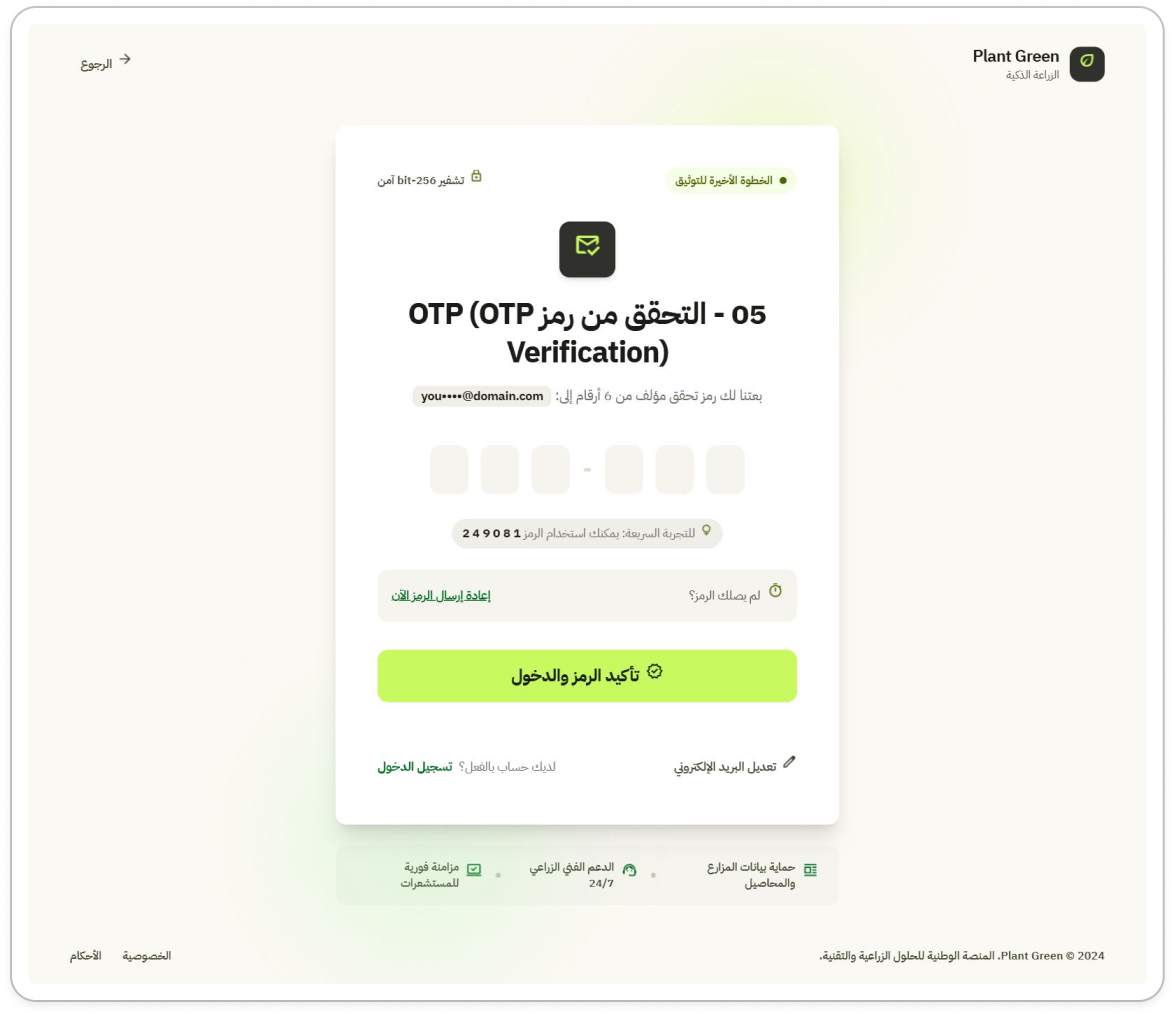 Plant Green
الزراعة الذكية
الرجوع
الخطوة الأخيرة للتوثيق
تشفير 256-bit آمن
05 - التحقق من رمز OTP (OTP
Verification)
بعتنا لك رمز تحقق مؤلف من 6 أرقام إلى: you••••@domain.com
-
للتجربة السريعة: يمكنك استخدام الرمز 249081
لم يصلك الرمز؟
إعادة إرسال الرمز الآن
تأكيد الرمز والدخول
تعديل البريد الإلكتروني
لديك حساب بالفعل؟ تسجيل الدخول
حماية بيانات المزارع
والمحاصيل
الدعم الفني الزراعي
24/7
مزامنة فورية
للمستشعرات
Plant Green © 2024. المنصة الوطنية للحلول الزراعية والتقنية.
الخصوصية
الأحكام